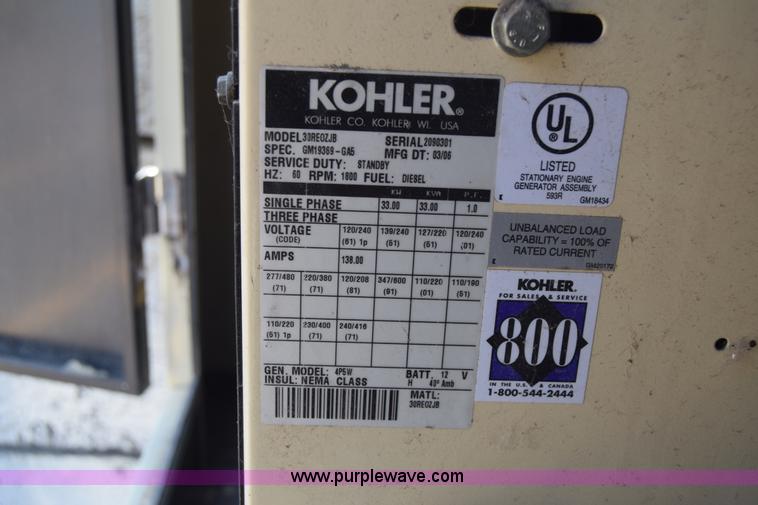 KOHLER®
KOHLER CO. KOHLER, WI. USA
MODEL 30REOZJB SERIAL 2090301
SPEC. GM19369-GA5 MFG DT: 03/06
SERVICE DUTY: STANDBY
HZ: 60 RPM: 1800 FUEL: DIESEL
KW KVA P.F.
SINGLE PHASE 33.00 33.00 1.0
THREE PHASE
VOLTAGE 120/240 139/240 127/220 120/240
(CODE) (61) 1p (61) (61) (01)
AMPS 138.00
277/480 220/380 120/208 347/600 110/220 110/190
(71) (71) (81) (91) (01) (61)
110/220 230/400 240/416
(61) 1p (71) (71)
GEN. MODEL: 4P5W BATT. 12 V
INSUL: NEMA CLASS H 40° Amb
MATL:
30REOZJB
UL
®
LISTED
STATIONARY ENGINE
GENERATOR ASSEMBLY
593R
E GM18434
UNBALANCED LOAD
CAPABILITY = 100% OF
RATED CURRENT
E GM20172
KOHLER®
FOR SALES & SERVICE
800
IN THE U.S. & CANADA
1-800-544-2444
www.purplewave.com